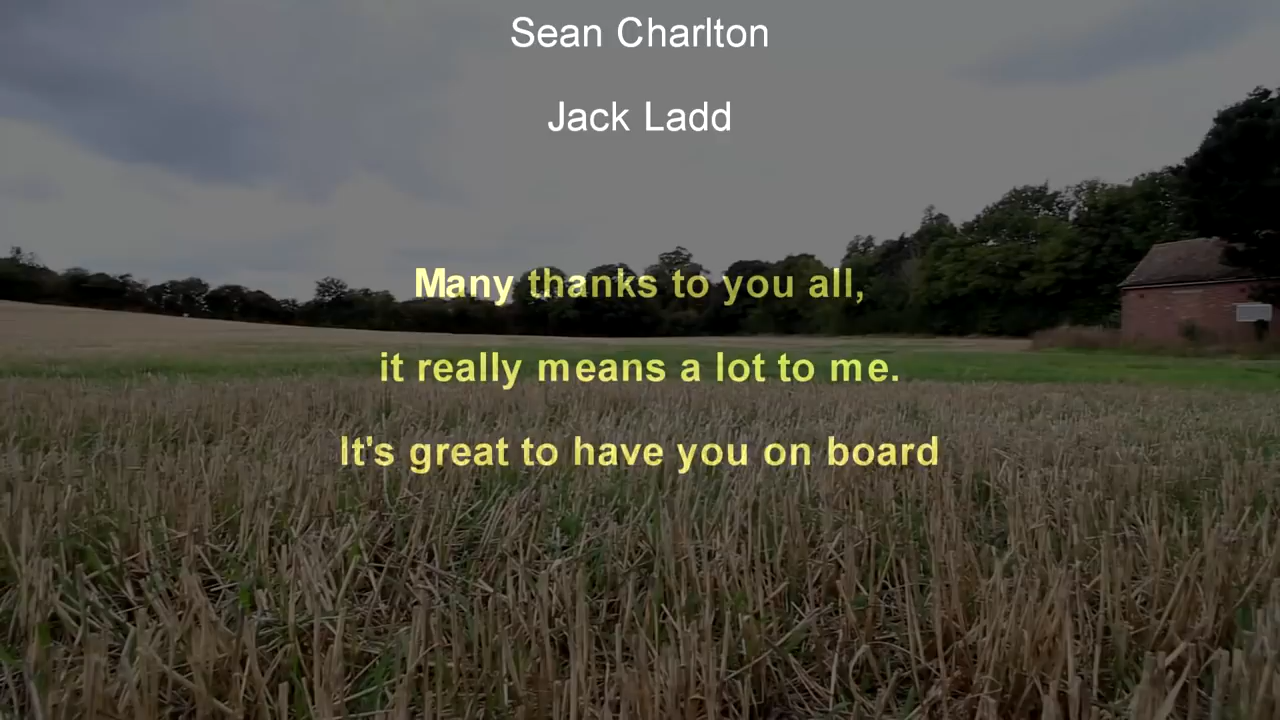 Sean Charlton
Jack Ladd
Many thanks to you all,
it really means a lot to me.
It's great to have you on board